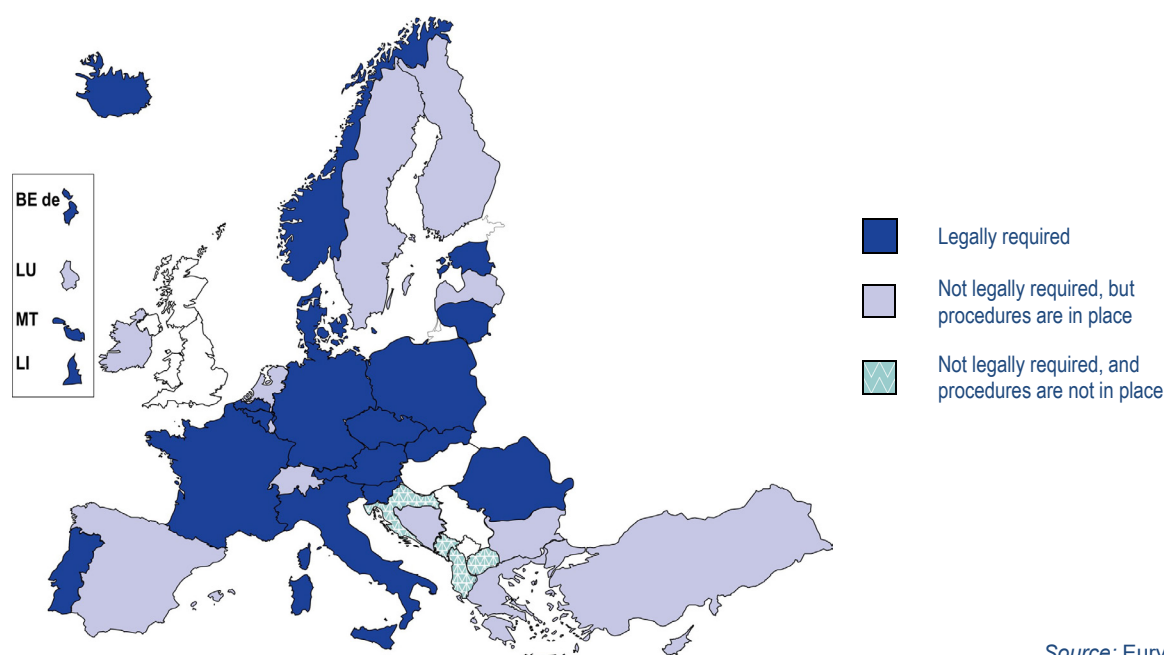 BE de
LU
MT
LI
Legally required
Not legally required, but
procedures are in place
Not legally required, and
procedures are not in place
Source: Eury